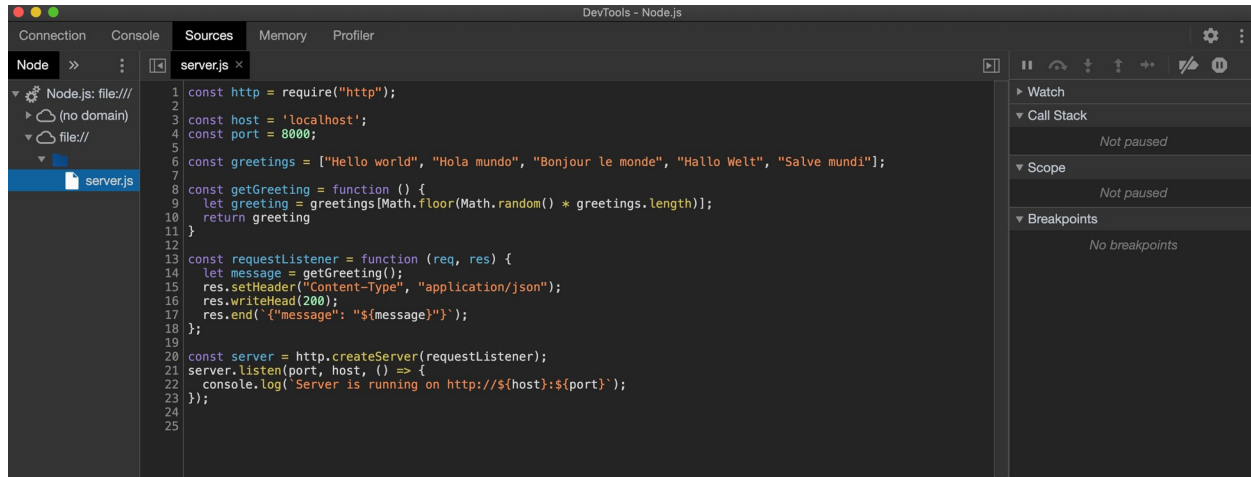 DevTools - Node.js
Connection Console Sources Memory Profiler
Node »
server.js ×
Node.js: file:///
(no domain)
file://
server.js
1 const http = require("http");
2
3 const host = 'localhost';
4 const port = 8000;
5
6 const greetings = ["Hello world", "Hola mundo", "Bonjour le monde", "Hallo Welt", "Salve mundi"];
7
8 const getGreeting = function () {
9   let greeting = greetings[Math.floor(Math.random() * greetings.length)];
10   return greeting
11 }
12
13 const requestListener = function (req, res) {
14   let message = getGreeting();
15   res.setHeader("Content-Type", "application/json");
16   res.writeHead(200);
17   res.end(`{"message": "${message}"}`);
18 };
19
20 const server = http.createServer(requestListener);
21 server.listen(port, host, () => {
22   console.log(`Server is running on http://${host}:${port}`);
23 });
24
25
Watch
Call Stack
Not paused
Scope
Not paused
Breakpoints
No breakpoints